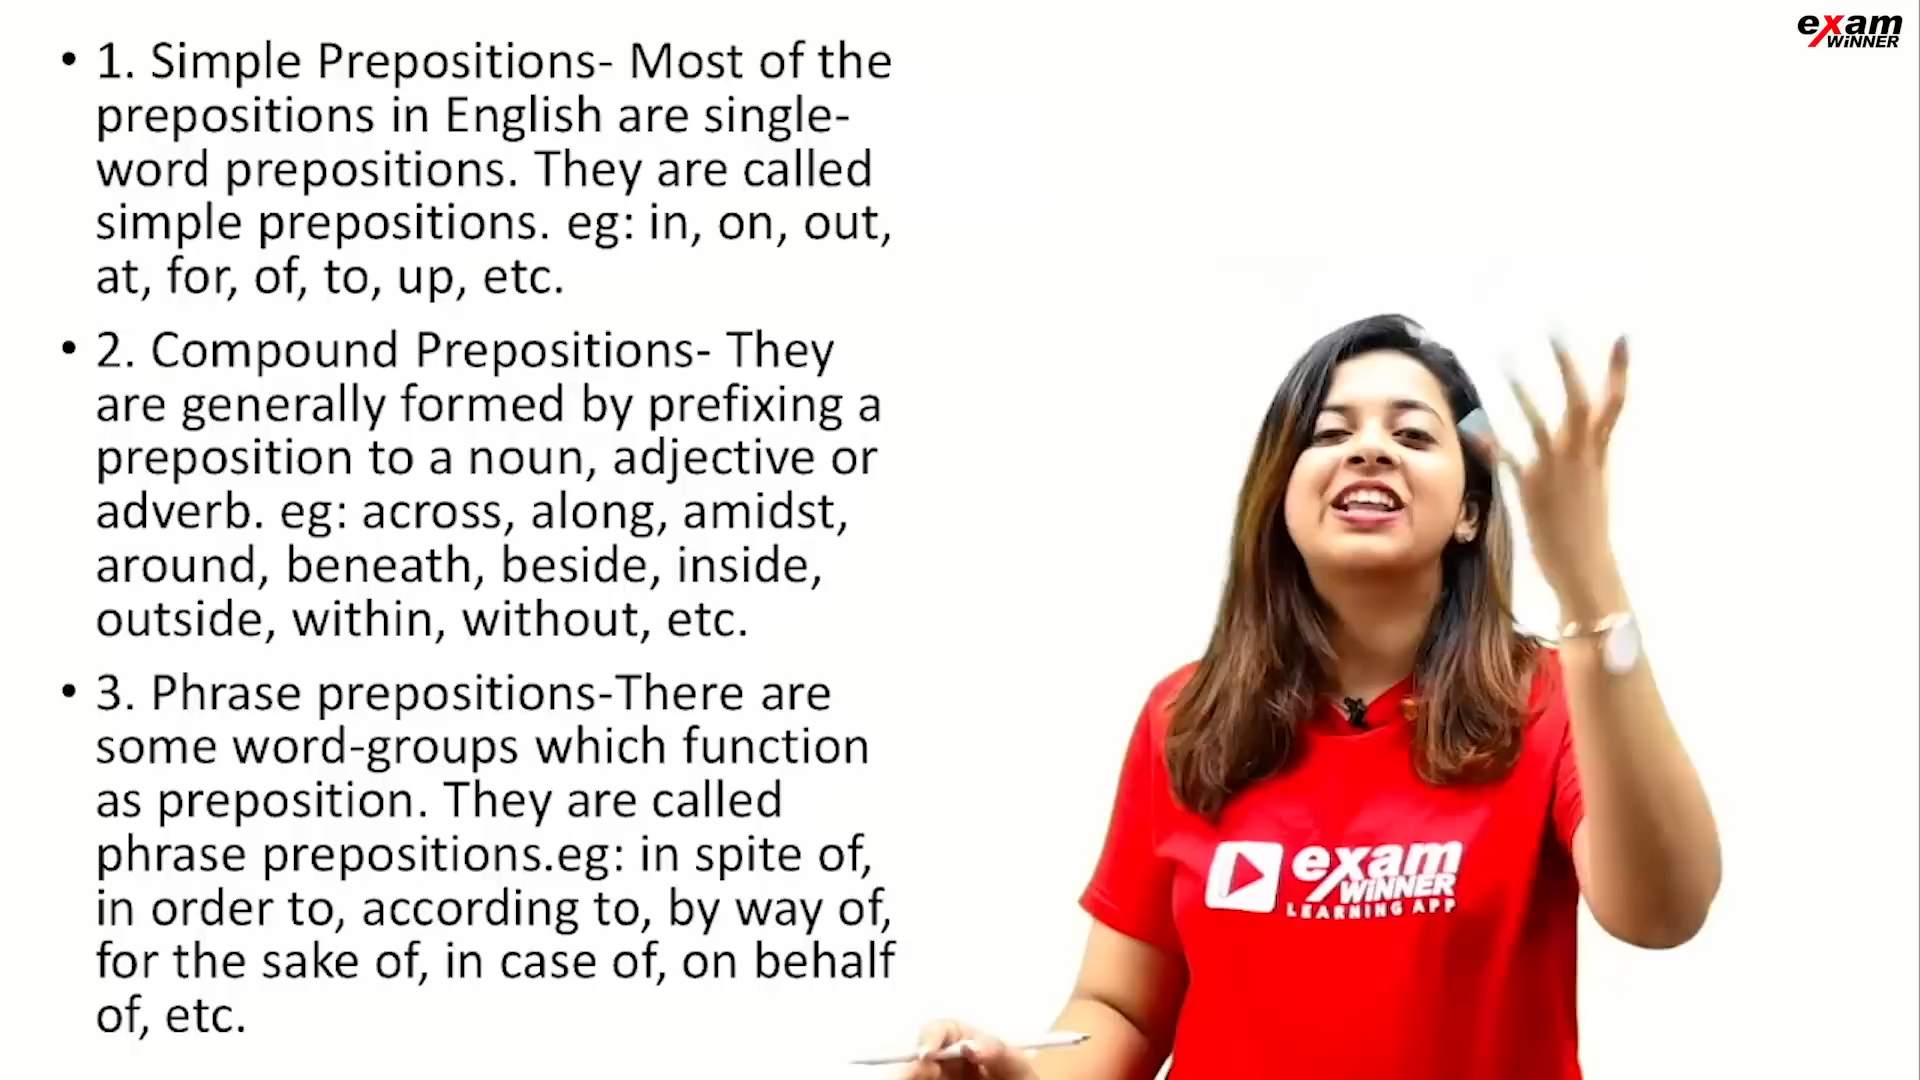 • 1. Simple Prepositions- Most of the
prepositions in English are single-
word prepositions. They are called
simple prepositions. eg: in, on, out,
at, for, of, to, up, etc.
• 2. Compound Prepositions- They
are generally formed by prefixing a
preposition to a noun, adjective or
adverb. eg: across, along, amidst,
around, beneath, beside, inside,
outside, within, without, etc.
• 3. Phrase prepositions-There are
some word-groups which function
as preposition. They are called
phrase prepositions.eg: in spite of,
in order to, according to, by way of,
for the sake of, in case of, on behalf
of, etc.
exam
WiNNER
exam
WiNNER
LEARNING APP